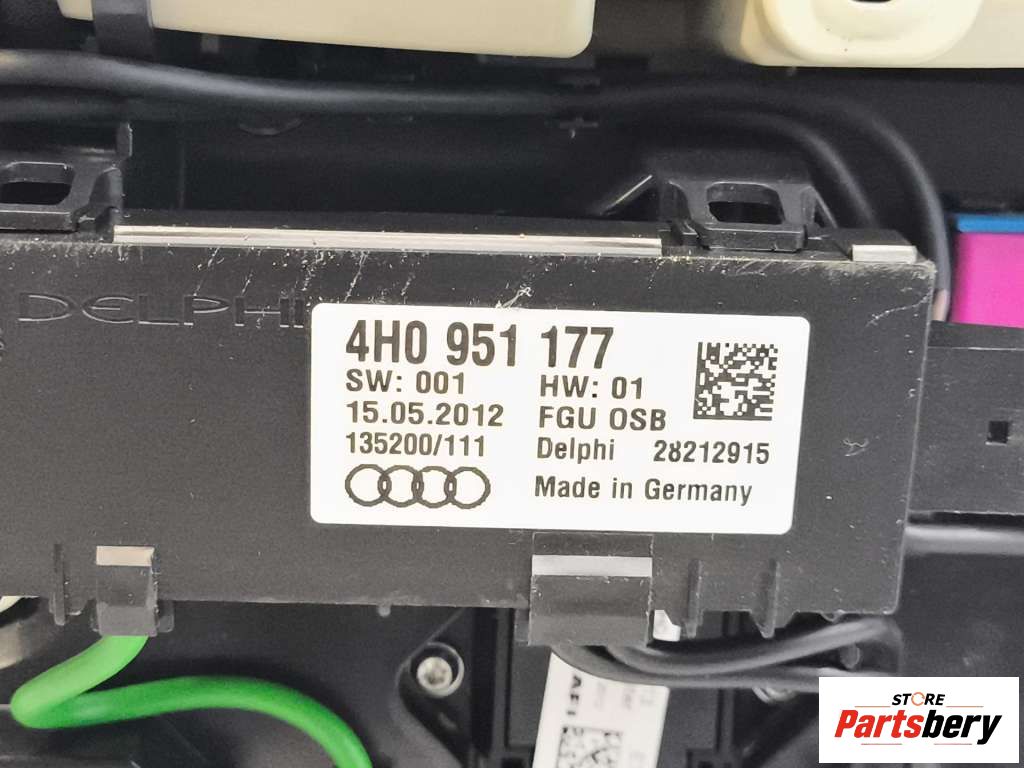 DELPHI
4H0 951 177
SW: 001 HW: 01
15.05.2012 FGU OSB
135200/111 Delphi 28212915
Made in Germany
STORE
Partsbery